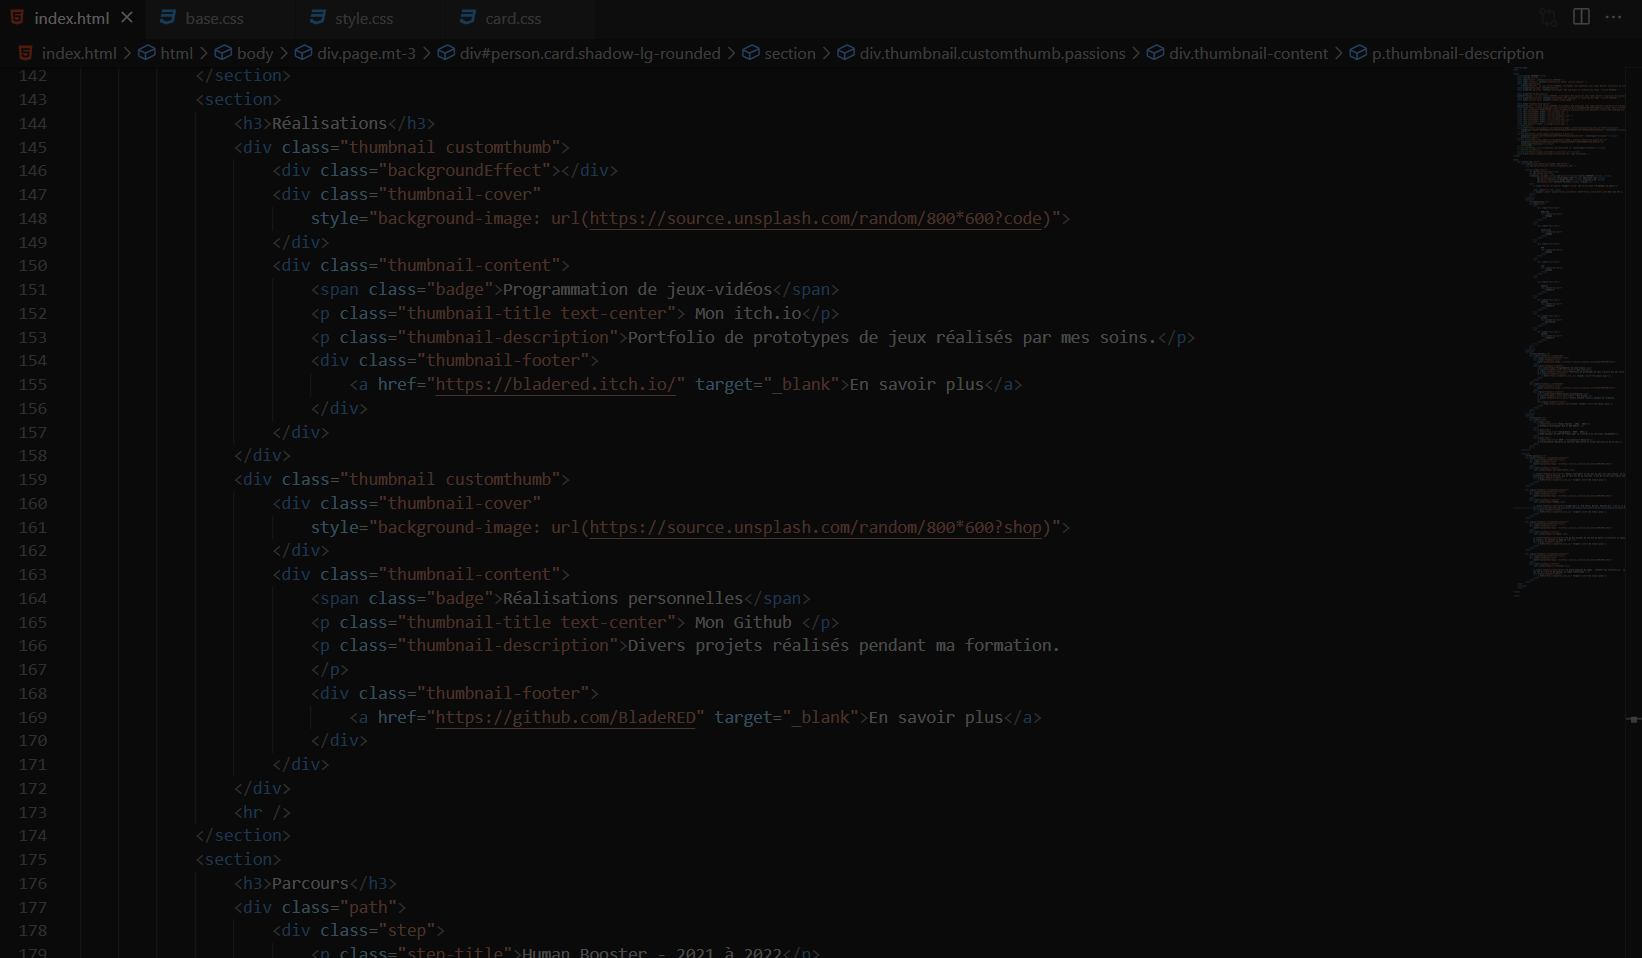 index.html
base.css
style.css
card.css
index.html > html > body > div.page.mt-3 > div#person.card.shadow-lg-rounded > section > div.thumbnail.customthumb.passions > div.thumbnail-content > p.thumbnail-description
142 </section>
143 <section>
144 <h3>Réalisations</h3>
145 <div class="thumbnail customthumb">
146 <div class="backgroundEffect"></div>
147 <div class="thumbnail-cover"
148 style="background-image: url(https://source.unsplash.com/random/800*600?code)">
149 </div>
150 <div class="thumbnail-content">
151 <span class="badge">Programmation de jeux-vidéos</span>
152 <p class="thumbnail-title text-center"> Mon itch.io</p>
153 <p class="thumbnail-description">Portfolio de prototypes de jeux réalisés par mes soins.</p>
154 <div class="thumbnail-footer">
155 <a href="https://bladered.itch.io/" target="_blank">En savoir plus</a>
156 </div>
157 </div>
158 </div>
159 <div class="thumbnail customthumb">
160 <div class="thumbnail-cover"
161 style="background-image: url(https://source.unsplash.com/random/800*600?shop)">
162 </div>
163 <div class="thumbnail-content">
164 <span class="badge">Réalisations personnelles</span>
165 <p class="thumbnail-title text-center"> Mon Github </p>
166 <p class="thumbnail-description">Divers projets réalisés pendant ma formation.
167 </p>
168 <div class="thumbnail-footer">
169 <a href="https://github.com/BladeRED" target="_blank">En savoir plus</a>
170 </div>
171 </div>
172 </div>
173 <hr />
174 </section>
175 <section>
176 <h3>Parcours</h3>
177 <div class="path">
178 <div class="step">
179 <p class="step-title">Human Booster - 2021 à 2022</p>